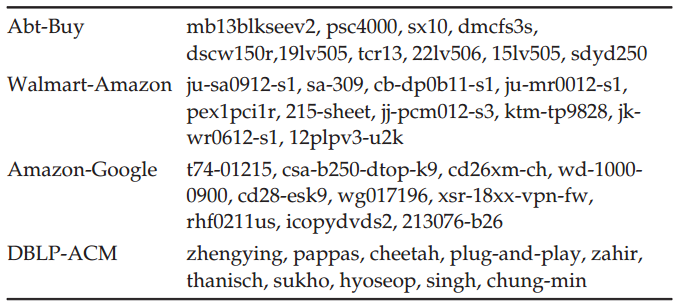 Abt-Buy mb13blkseev2, psc4000, sx10, dmcfs3s,
dscw150r,19lv505, tcr13, 22lv506, 15lv505, sdyd250
Walmart-Amazon ju-sa0912-s1, sa-309, cb-dp0b11-s1, ju-mr0012-s1,
pex1pci1r, 215-sheet, jj-pcm012-s3, ktm-tp9828, jk-
wr0612-s1, 12plpv3-u2k
Amazon-Google t74-01215, csa-b250-dtop-k9, cd26xm-ch, wd-1000-
0900, cd28-esk9, wg017196, xsr-18xx-vpn-fw,
rhf0211us, icopydvds2, 213076-b26
DBLP-ACM zhengying, pappas, cheetah, plug-and-play, zahir,
thanisch, sukho, hyoseop, singh, chung-min